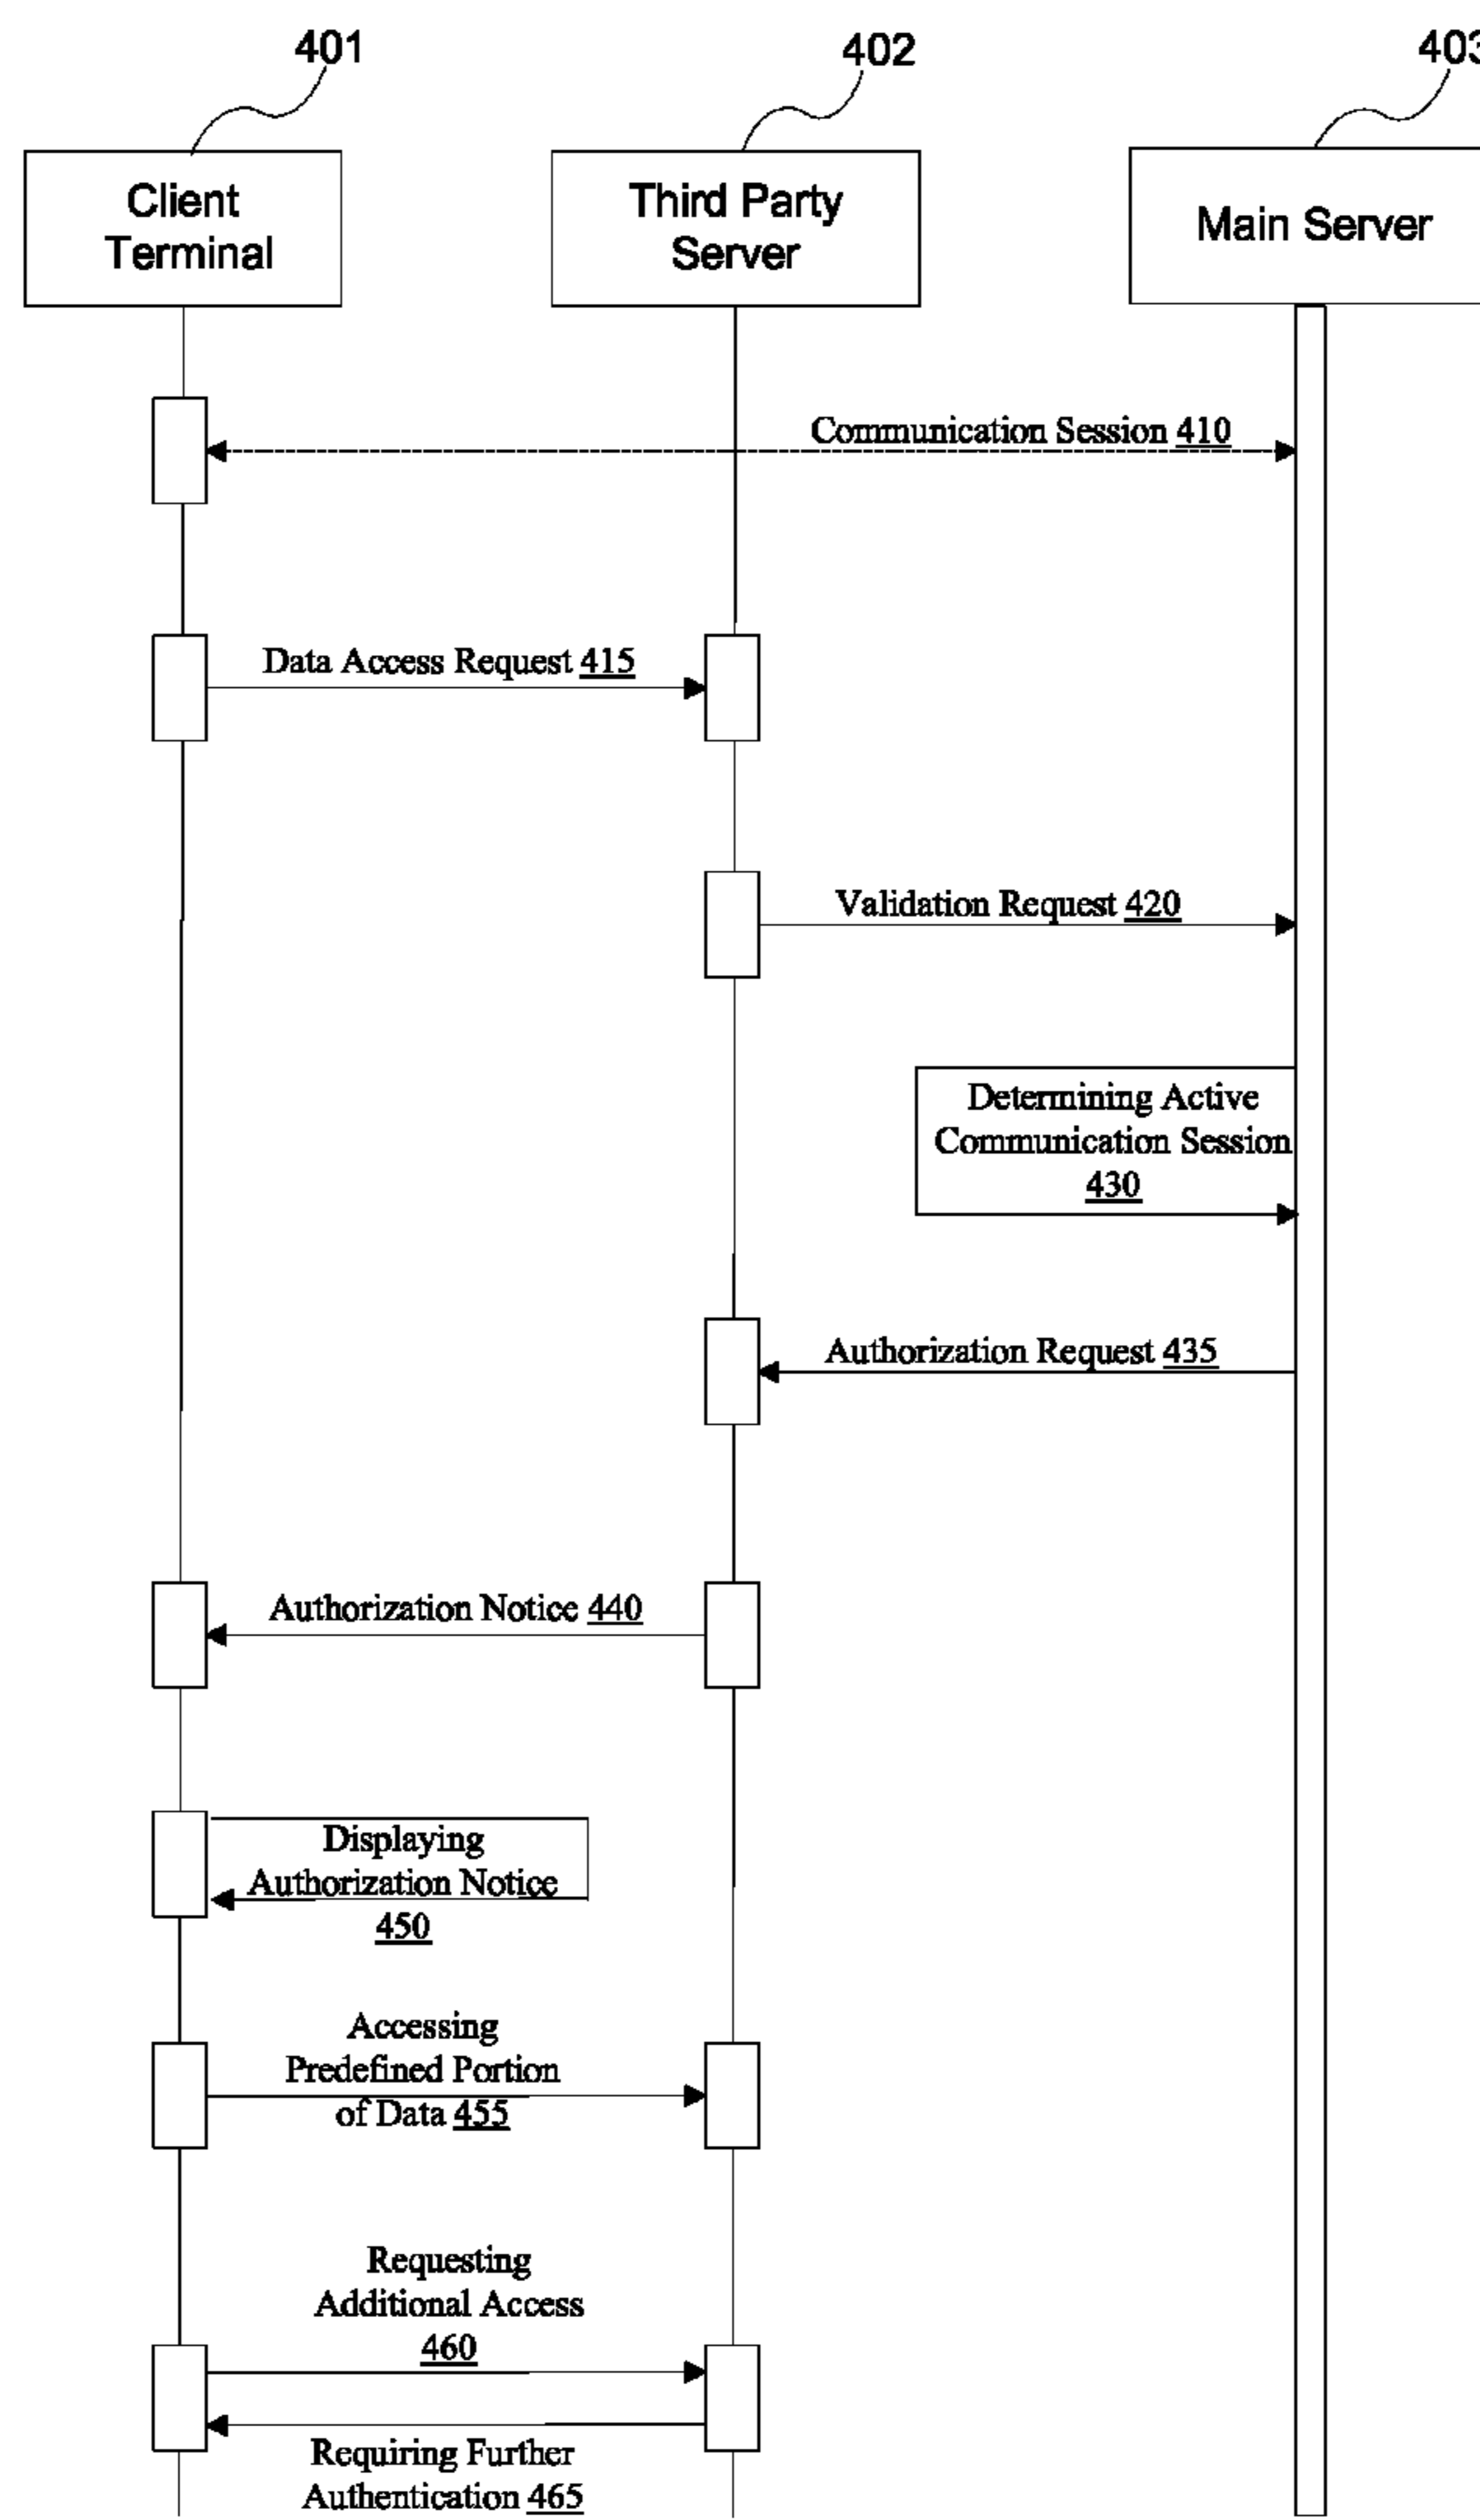 401
402
403
Client
Terminal
Third Party
Server
Main Server
Communication Session 410
Data Access Request 415
Validation Request 420
Determining Active
Communication Session
430
Authorization Request 435
Authorization Notice 440
Displaying
Authorization Notice
450
Accessing
Predefined Portion
of Data 455
Requesting
Additional Access
460
Requiring Further
Authentication 465